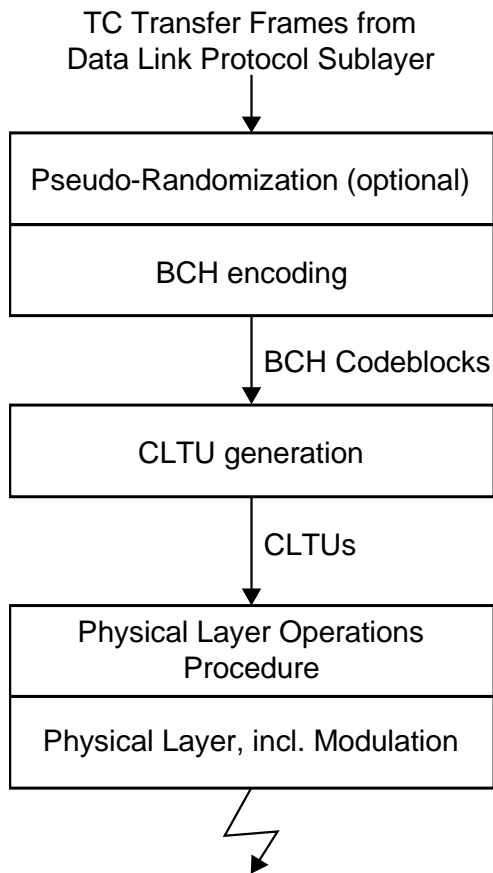 TC Transfer Frames from
Data Link Protocol Sublayer
Pseudo-Randomization (optional)
BCH encoding
BCH Codeblocks
CLTU generation
CLTUs
Physical Layer Operations
Procedure
Physical Layer, incl. Modulation